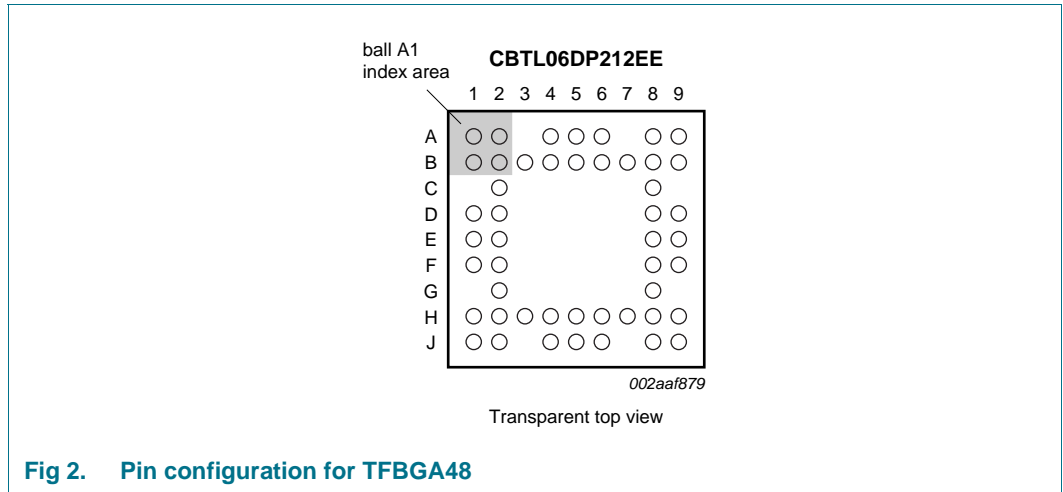 ball A1
index area
CBTL06DP212EE
1 2 3 4 5 6 7 8 9
A
B
C
D
E
F
G
H
J
002aaf879
Transparent top view
Fig 2. Pin configuration for TFBGA48